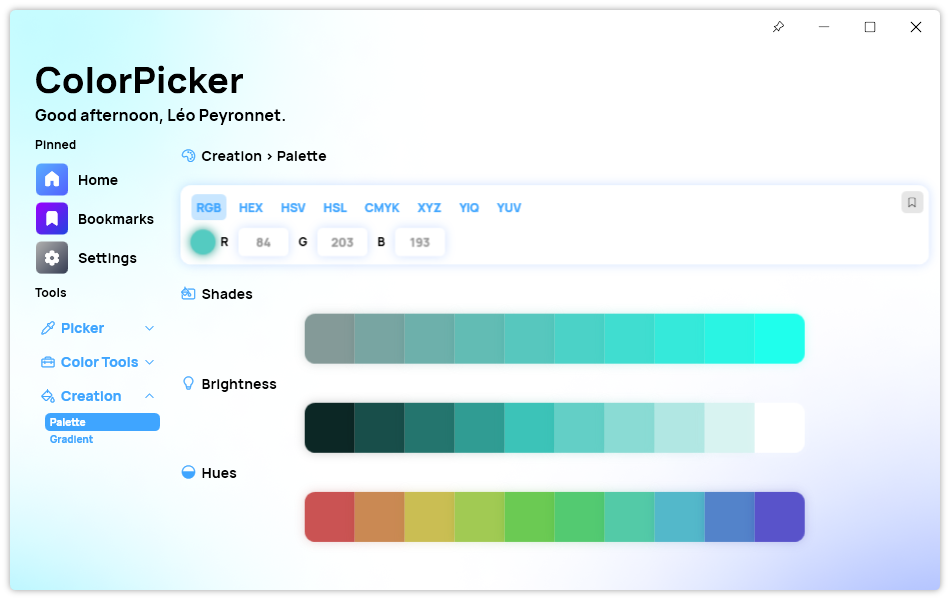 ColorPicker
Good afternoon, Léo Peyronnet.
Pinned
Home
Bookmarks
Settings
Tools
Picker
Color Tools
Creation
Palette
Gradient
Creation > Palette
RGB HEX HSV HSL CMYK XYZ YIQ YUV
R 84 G 203 B 193
Shades
Brightness
Hues